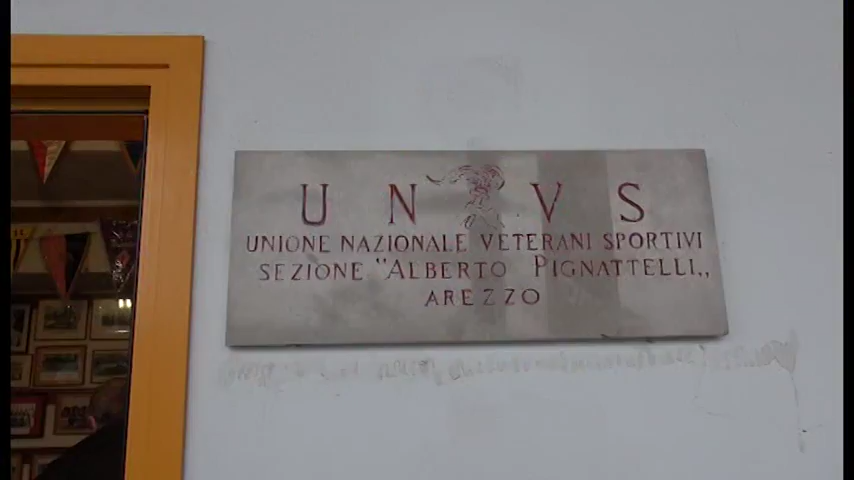 U N V S
UNIONE NAZIONALE VETERANI SPORTIVI
SEZIONE "ALBERTO PIGNATTELLI„
AREZZO